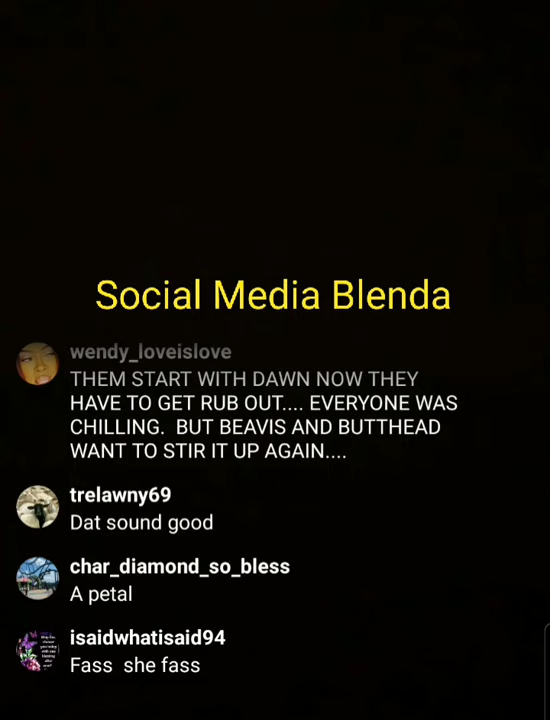 Social Media Blenda
wendy_loveislove
THEM START WITH DAWN NOW THEY
HAVE TO GET RUB OUT.... EVERYONE WAS
CHILLING.  BUT BEAVIS AND BUTTHEAD
WANT TO STIR IT UP AGAIN....
trelawny69
Dat sound good
char_diamond_so_bless
A petal
isaidwhatisaid94
Fass  she fass